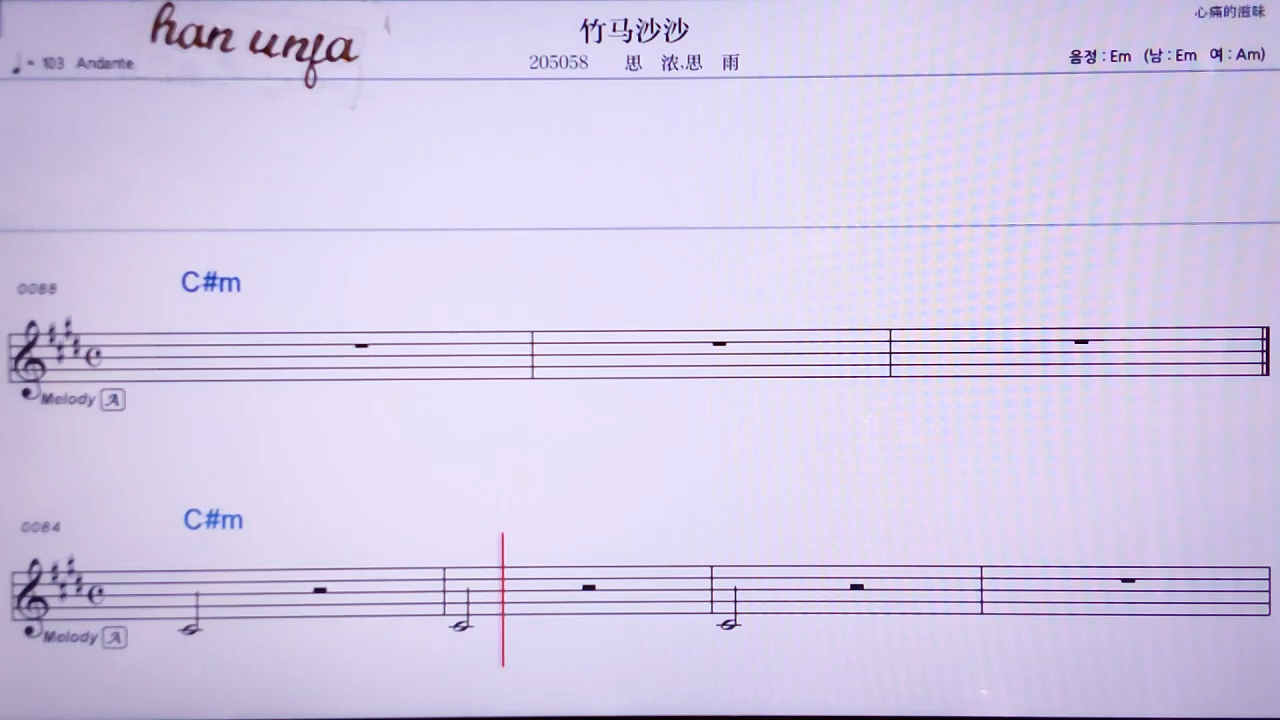 han unfa
竹马沙沙
心痛的滋味
♩= 103 Andante
205058 思 浓.思 雨
음정 : Em (남 : Em 여 : Am)
C#m
0088
Melody A
C#m
0084
Melody A